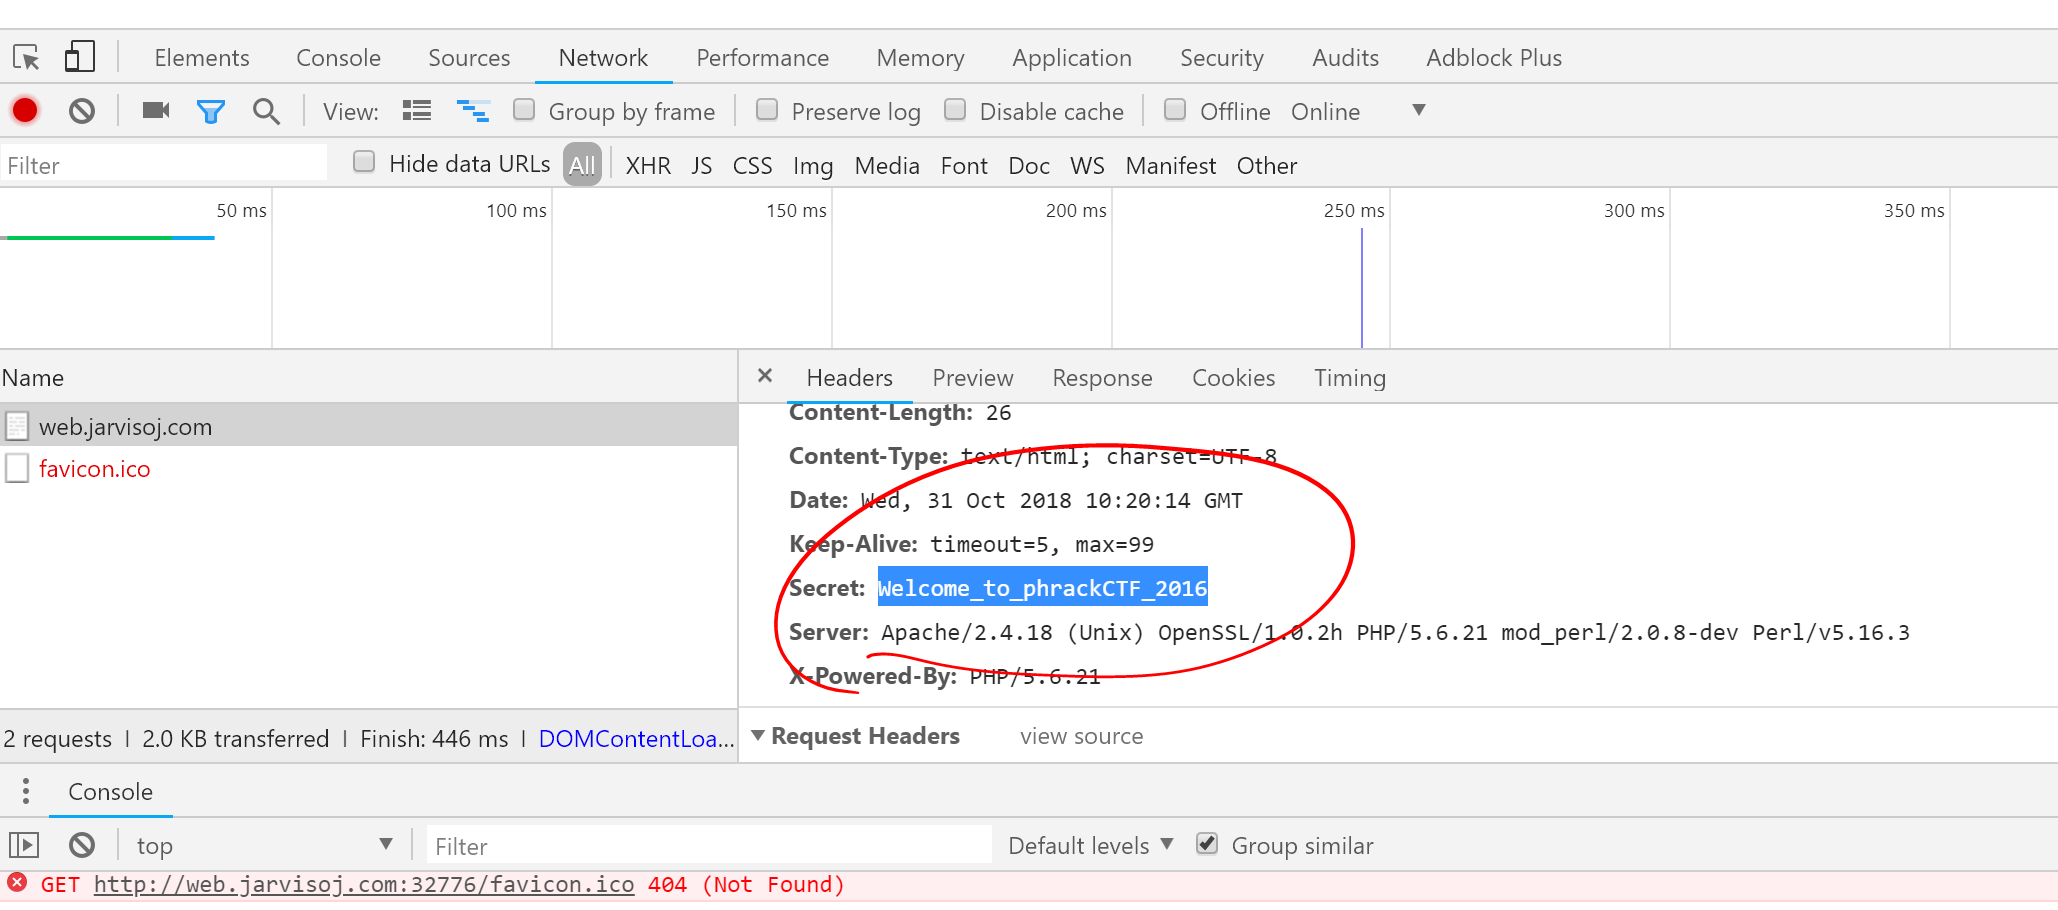 Elements Console Sources Network Performance Memory Application Security Audits Adblock Plus
View: Group by frame Preserve log Disable cache Offline Online
Filter Hide data URLs All XHR JS CSS Img Media Font Doc WS Manifest Other
50 ms 100 ms 150 ms 200 ms 250 ms 300 ms 350 ms
Name
web.jarvisoj.com
favicon.ico
2 requests | 2.0 KB transferred | Finish: 446 ms | DOMContentLoa...
Headers Preview Response Cookies Timing
Content-Length: 26
Content-Type: text/html; charset=UTF-8
Date: Wed, 31 Oct 2018 10:20:14 GMT
Keep-Alive: timeout=5, max=99
Secret: Welcome_to_phrackCTF_2016
Server: Apache/2.4.18 (Unix) OpenSSL/1.0.2h PHP/5.6.21 mod_perl/2.0.8-dev Perl/v5.16.3
X-Powered-By: PHP/5.6.21
Request Headers view source
Console
top Filter Default levels Group similar
GET http://web.jarvisoj.com:32776/favicon.ico 404 (Not Found)